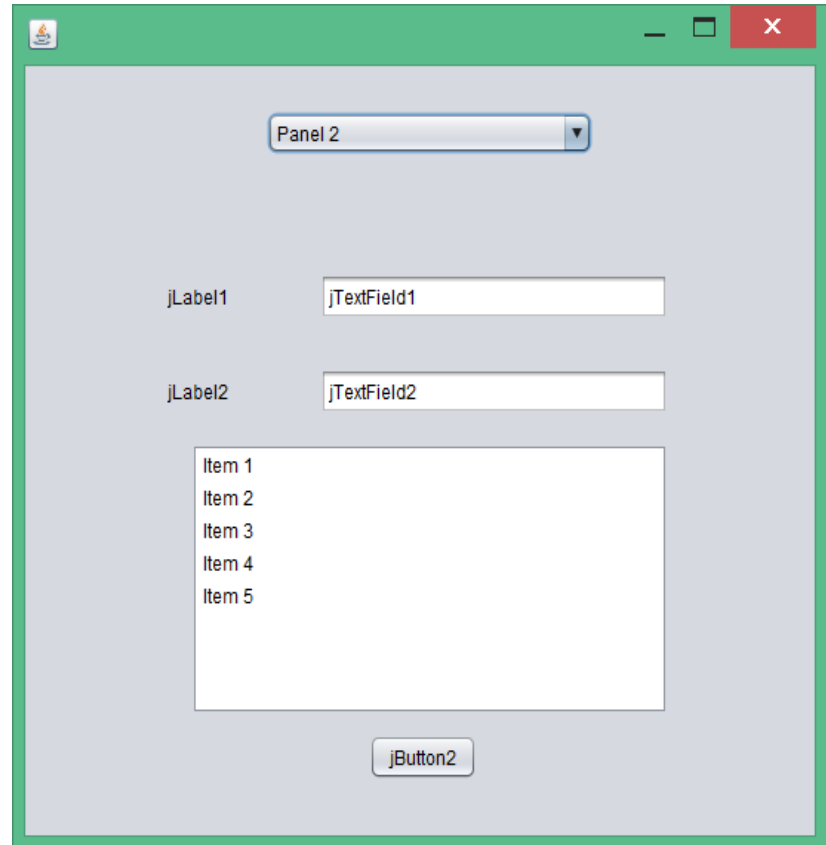 Panel 2
jLabel1 jTextField1
jLabel2 jTextField2
Item 1
Item 2
Item 3
Item 4
Item 5
jButton2